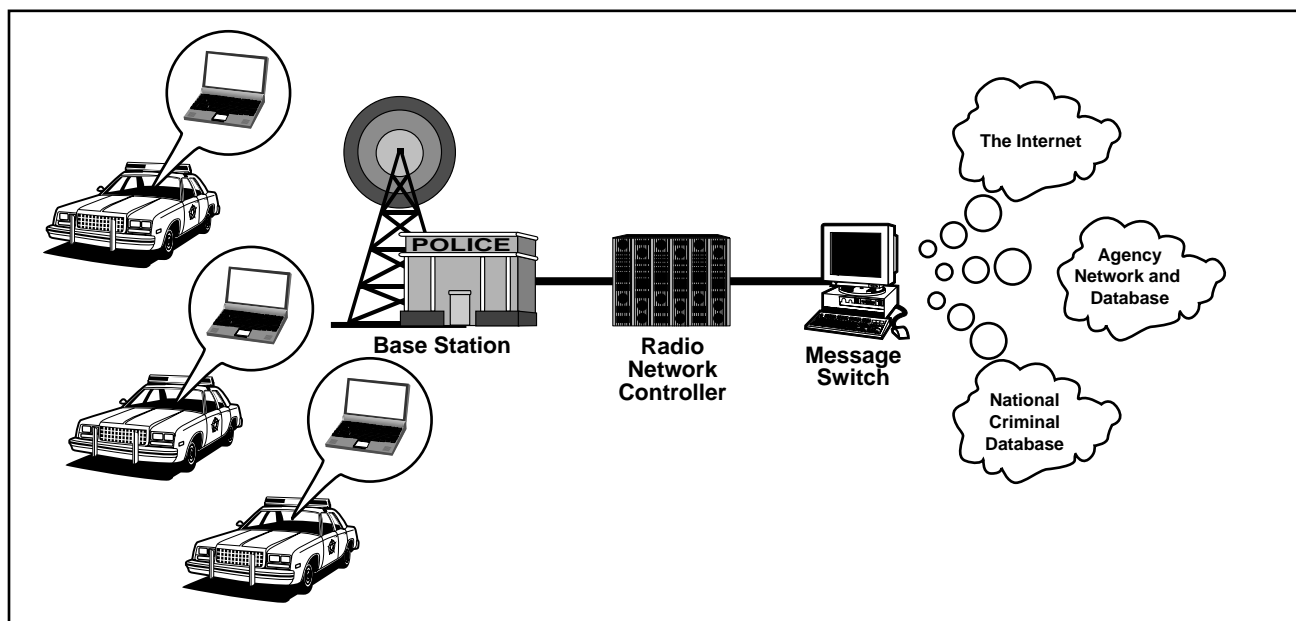 POLICE
Base Station
Radio
Network
Controller
Message
Switch
The Internet
Agency
Network and
Database
National
Criminal
Database